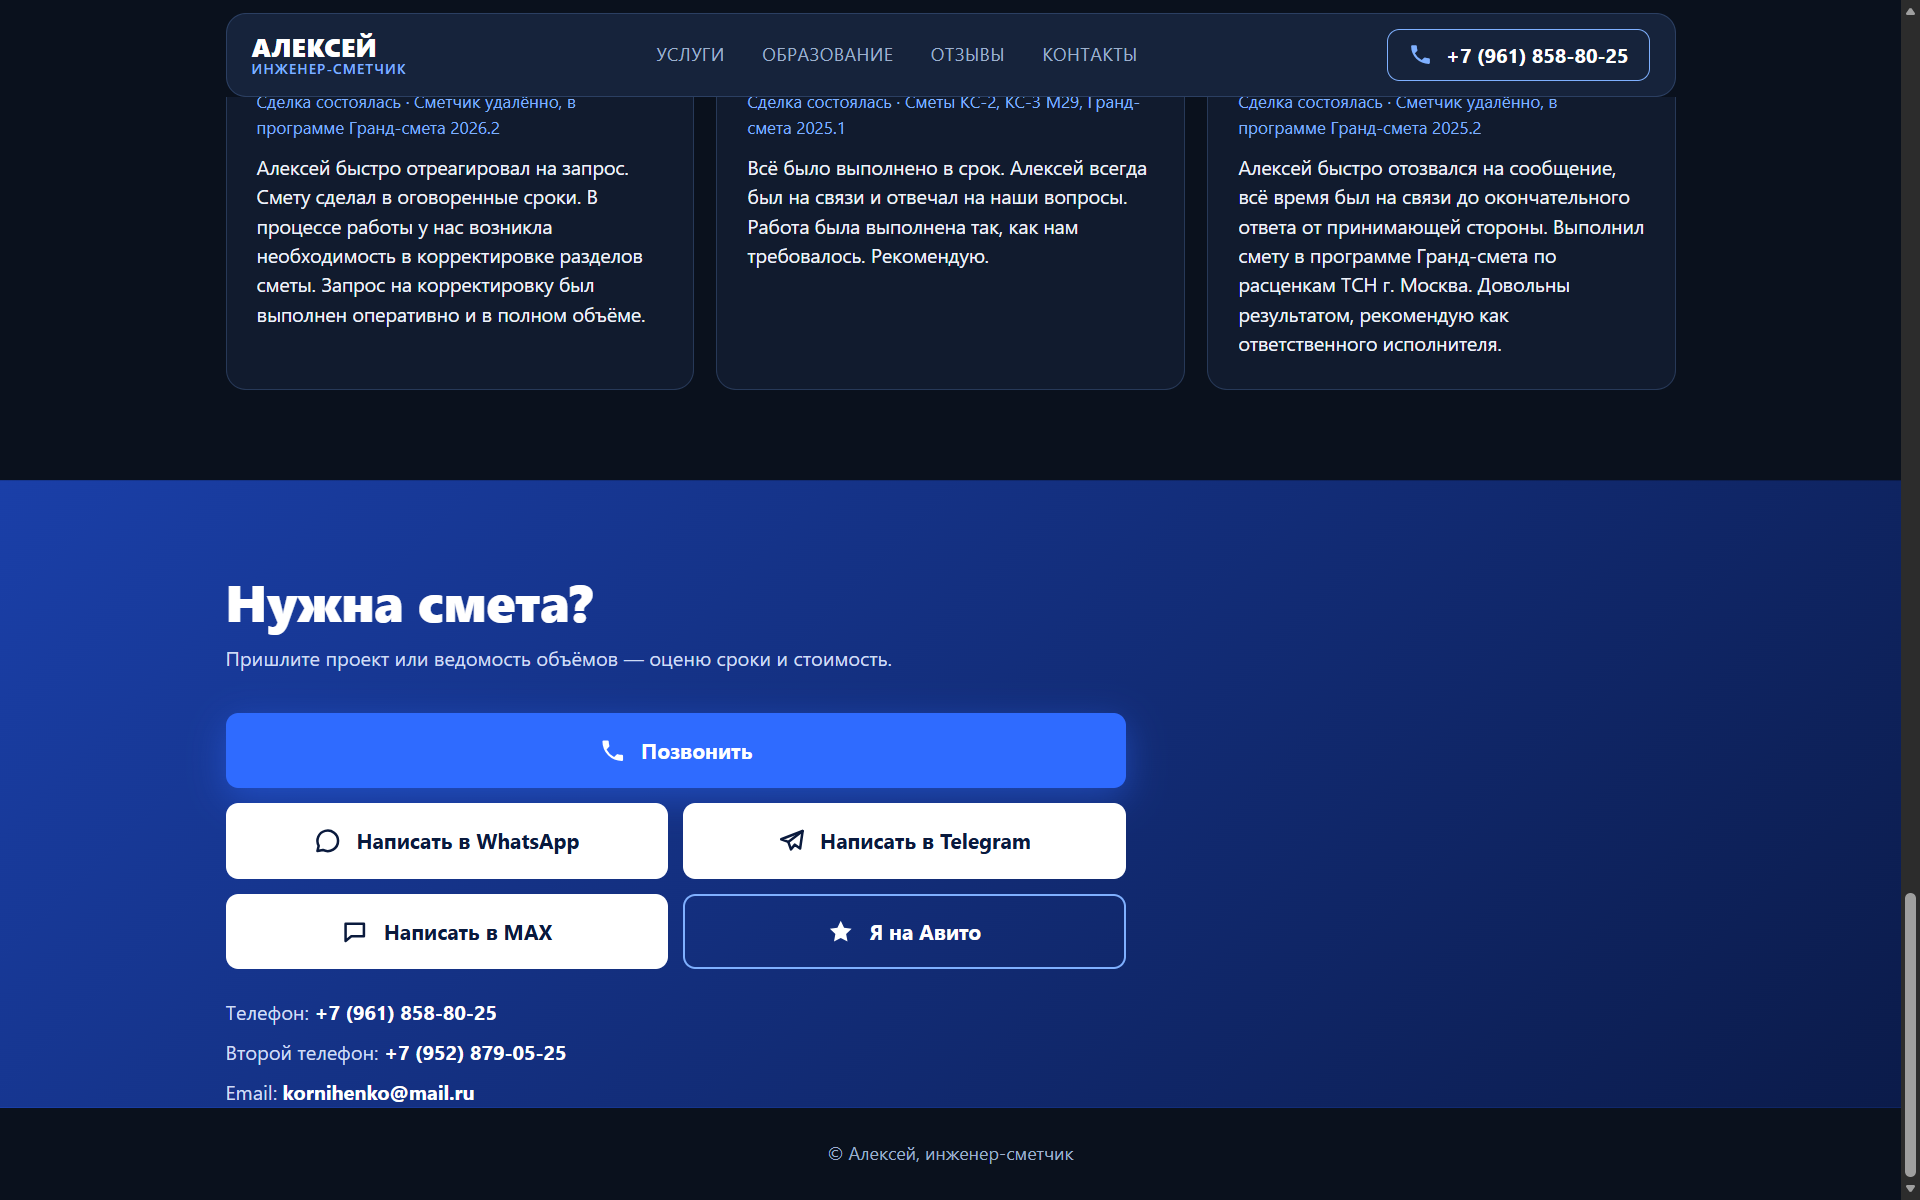 АЛЕКСЕЙ
ИНЖЕНЕР-СМЕТЧИК
УСЛУГИ
ОБРАЗОВАНИЕ
ОТЗЫВЫ
КОНТАКТЫ
+7 (961) 858-80-25
Сделка состоялась · Сметчик удалённо, в
программе Гранд-смета 2026.2
Алексей быстро отреагировал на запрос.
Смету сделал в оговоренные сроки. В
процессе работы у нас возникла
необходимость в корректировке разделов
сметы. Запрос на корректировку был
выполнен оперативно и в полном объёме.
Сделка состоялась · Сметы КС-2, КС-3 М29, Гранд-
смета 2025.1
Всё было выполнено в срок. Алексей всегда
был на связи и отвечал на наши вопросы.
Работа была выполнена так, как нам
требовалось. Рекомендую.
Сделка состоялась · Сметчик удалённо, в
программе Гранд-смета 2025.2
Алексей быстро отозвался на сообщение,
всё время был на связи до окончательного
ответа от принимающей стороны. Выполнил
смету в программе Гранд-смета по
расценкам ТСН г. Москва. Довольны
результатом, рекомендую как
ответственного исполнителя.
Нужна смета?
Пришлите проект или ведомость объёмов — оценю сроки и стоимость.
Позвонить
Написать в WhatsApp
Написать в Telegram
Написать в MAX
Я на Авито
Телефон: +7 (961) 858-80-25
Второй телефон: +7 (952) 879-05-25
Email: kornihenko@mail.ru
© Алексей, инженер-сметчик